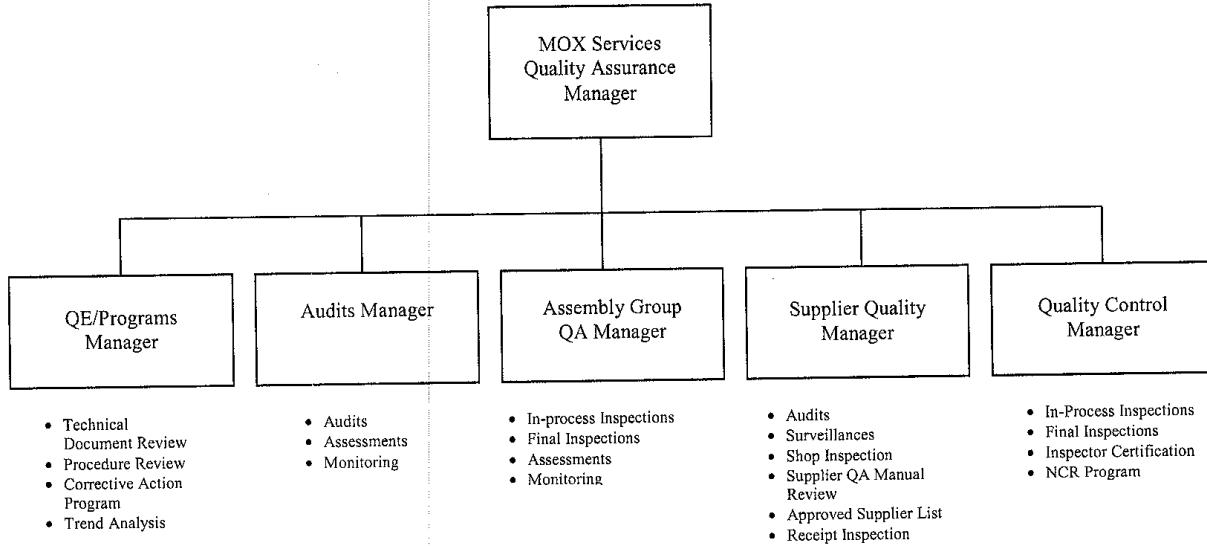 MOX Services
Quality Assurance
Manager
QE/Programs
Manager
Audits Manager
Assembly Group
QA Manager
Supplier Quality
Manager
Quality Control
Manager
• Technical
Document Review
• Procedure Review
• Corrective Action
Program
• Trend Analysis
• Audits
• Assessments
• Monitoring
• In-process Inspections
• Final Inspections
• Assessments
• Monitoring
• Audits
• Surveillances
• Shop Inspection
• Supplier QA Manual
Review
• Approved Supplier List
• Receipt Inspection
• In-Process Inspections
• Final Inspections
• Inspector Certification
• NCR Program